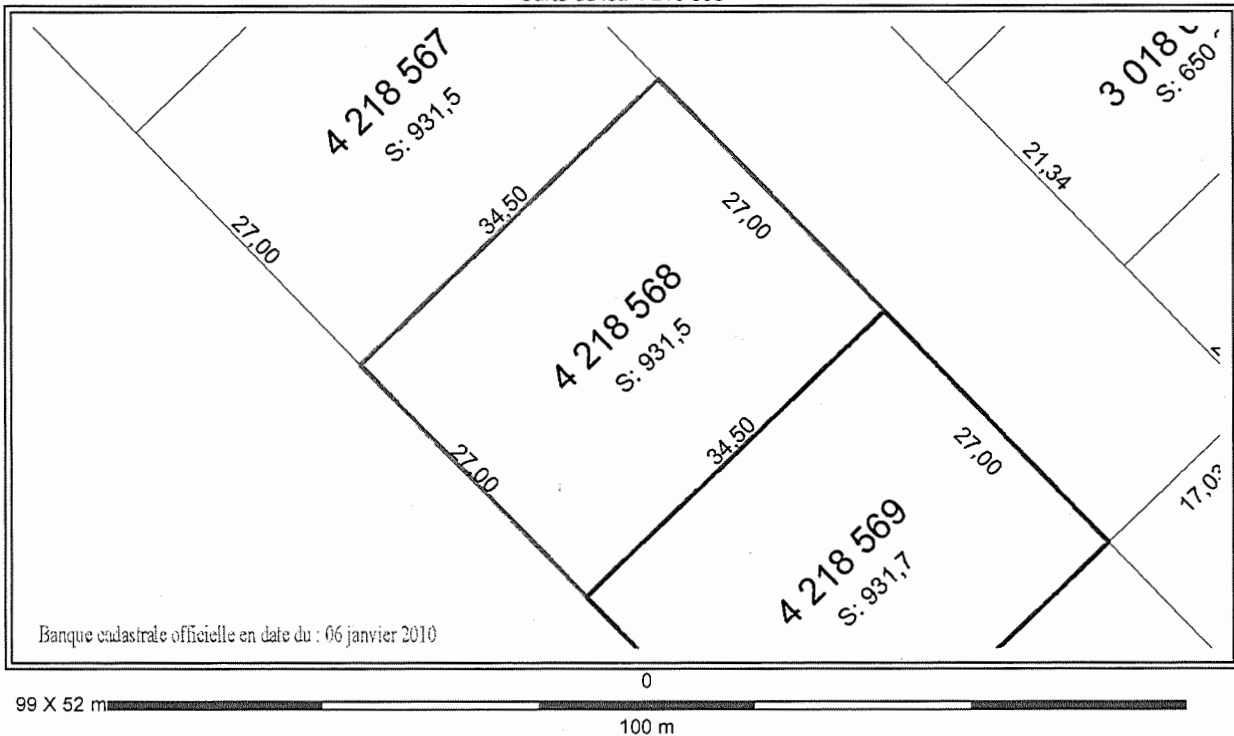 4 218 567
S: 931,5
3 018
S: 650
21,34
34,50
27,00
27,00
4 218 568
S: 931,5
27,00
34,50
27,00
17,03
4 218 569
S: 931,7
Banque cadastrale officielle en date du : 06 janvier 2010
0
99 X 52 m
100 m